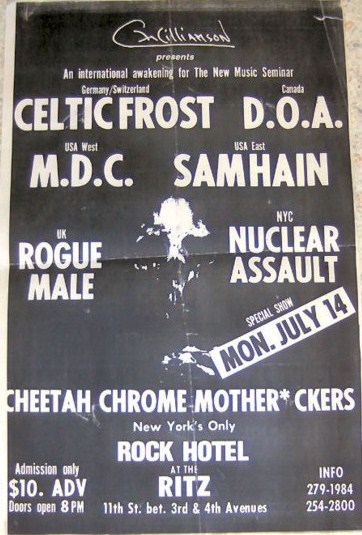 CWilliamson
presents
An international awakening for The New Music Seminar
Germany/Switzerland
CELTIC FROST
Canada
D.O.A.
USA West
M.D.C.
USA East
SAMHAIN
UK
ROGUE
MALE
NYC
NUCLEAR
ASSAULT
SPECIAL SHOW
MON. JULY 14
CHEETAH CHROME MOTHER* CKERS
New York's Only
ROCK HOTEL
AT THE
RITZ
11th St. bet. 3rd & 4th Avenues
Admission only
$10. ADV
Doors open 8 PM
INFO
279-1984
254-2800